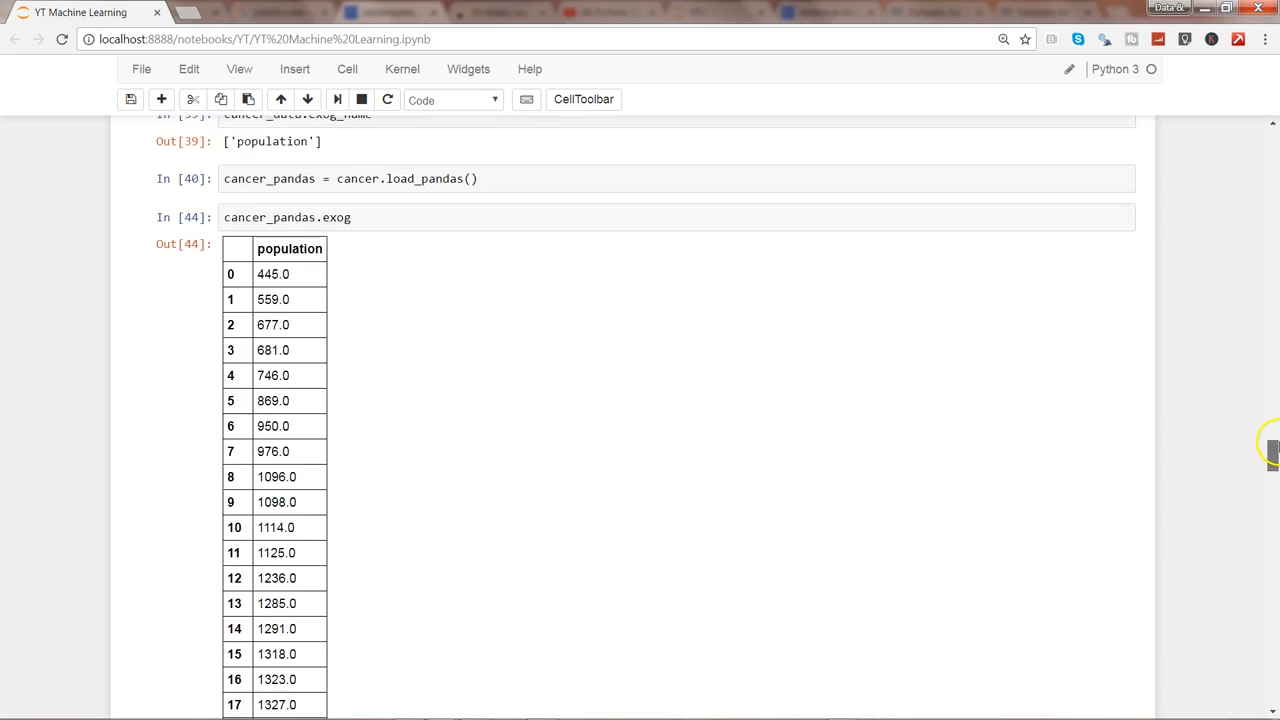 YT Machine Learning
Data &
localhost:8888/notebooks/YT/YT%20Machine%20Learning.ipynb
File Edit View Insert Cell Kernel Widgets Help
Python 3
Code
CellToolbar
In [39]: cancer_data.exog_name
Out[39]: ['population']
In [40]: cancer_pandas = cancer.load_pandas()
In [44]: cancer_pandas.exog
Out[44]:
population
0 445.0
1 559.0
2 677.0
3 681.0
4 746.0
5 869.0
6 950.0
7 976.0
8 1096.0
9 1098.0
10 1114.0
11 1125.0
12 1236.0
13 1285.0
14 1291.0
15 1318.0
16 1323.0
17 1327.0